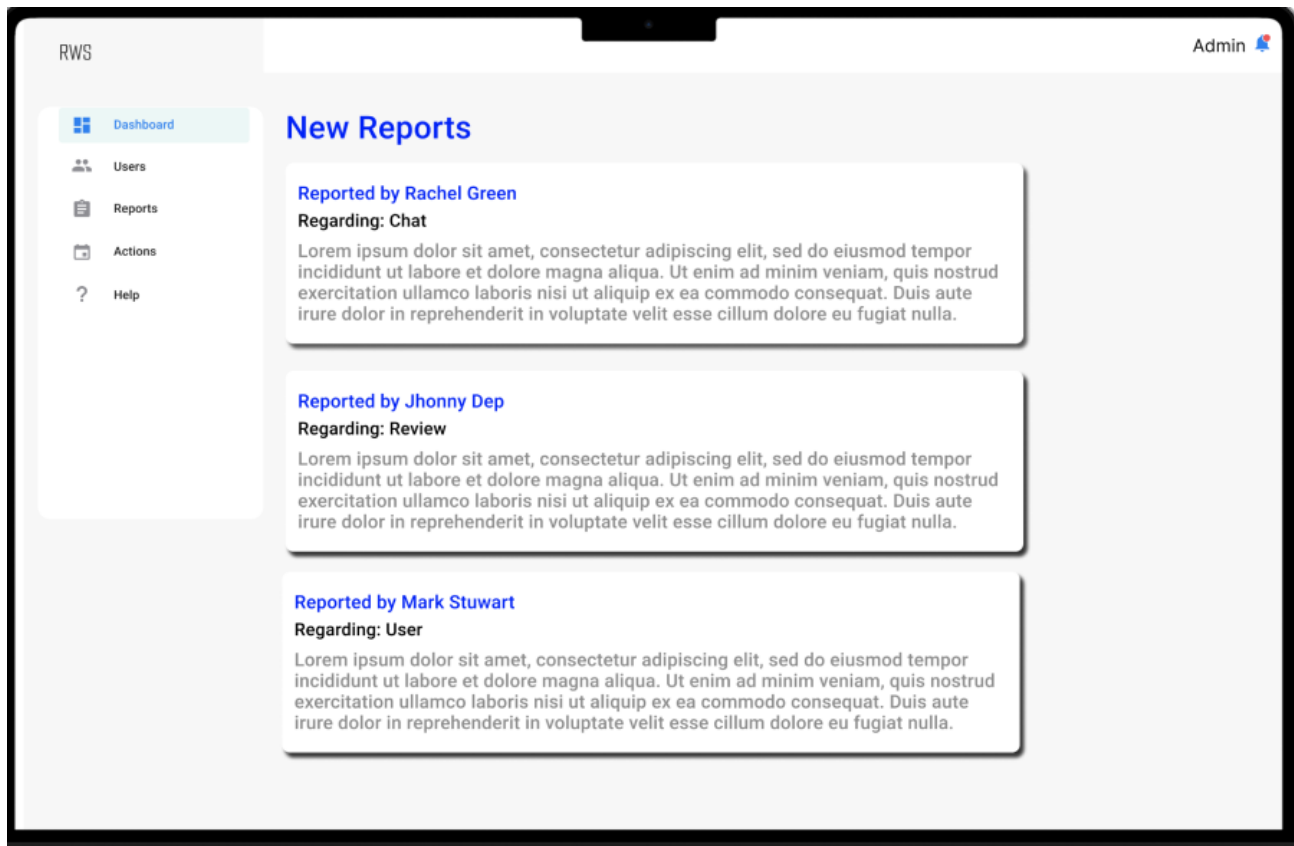 RWS
Admin
Dashboard
Users
Reports
Actions
? Help
New Reports
Reported by Rachel Green
Regarding: Chat
Lorem ipsum dolor sit amet, consectetur adipiscing elit, sed do eiusmod tempor
incididunt ut labore et dolore magna aliqua. Ut enim ad minim veniam, quis nostrud
exercitation ullamco laboris nisi ut aliquip ex ea commodo consequat. Duis aute
irure dolor in reprehenderit in voluptate velit esse cillum dolore eu fugiat nulla.
Reported by Jhonny Dep
Regarding: Review
Lorem ipsum dolor sit amet, consectetur adipiscing elit, sed do eiusmod tempor
incididunt ut labore et dolore magna aliqua. Ut enim ad minim veniam, quis nostrud
exercitation ullamco laboris nisi ut aliquip ex ea commodo consequat. Duis aute
irure dolor in reprehenderit in voluptate velit esse cillum dolore eu fugiat nulla.
Reported by Mark Stuwart
Regarding: User
Lorem ipsum dolor sit amet, consectetur adipiscing elit, sed do eiusmod tempor
incididunt ut labore et dolore magna aliqua. Ut enim ad minim veniam, quis nostrud
exercitation ullamco laboris nisi ut aliquip ex ea commodo consequat. Duis aute
irure dolor in reprehenderit in voluptate velit esse cillum dolore eu fugiat nulla.